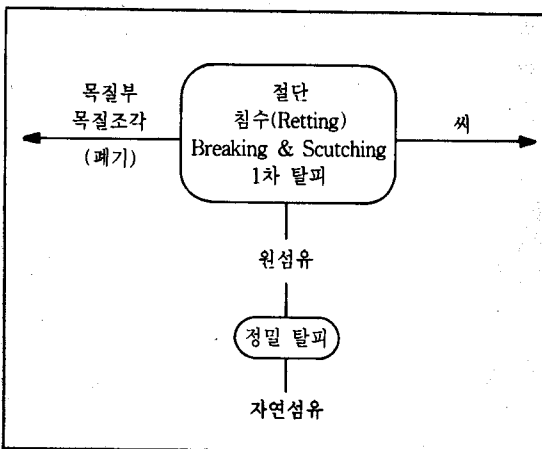 목질부
목질조각
(폐기)
절단
침수(Retting)
Breaking & Scutching
1차 탈피
씨
원섬유
정밀 탈피
자연섬유